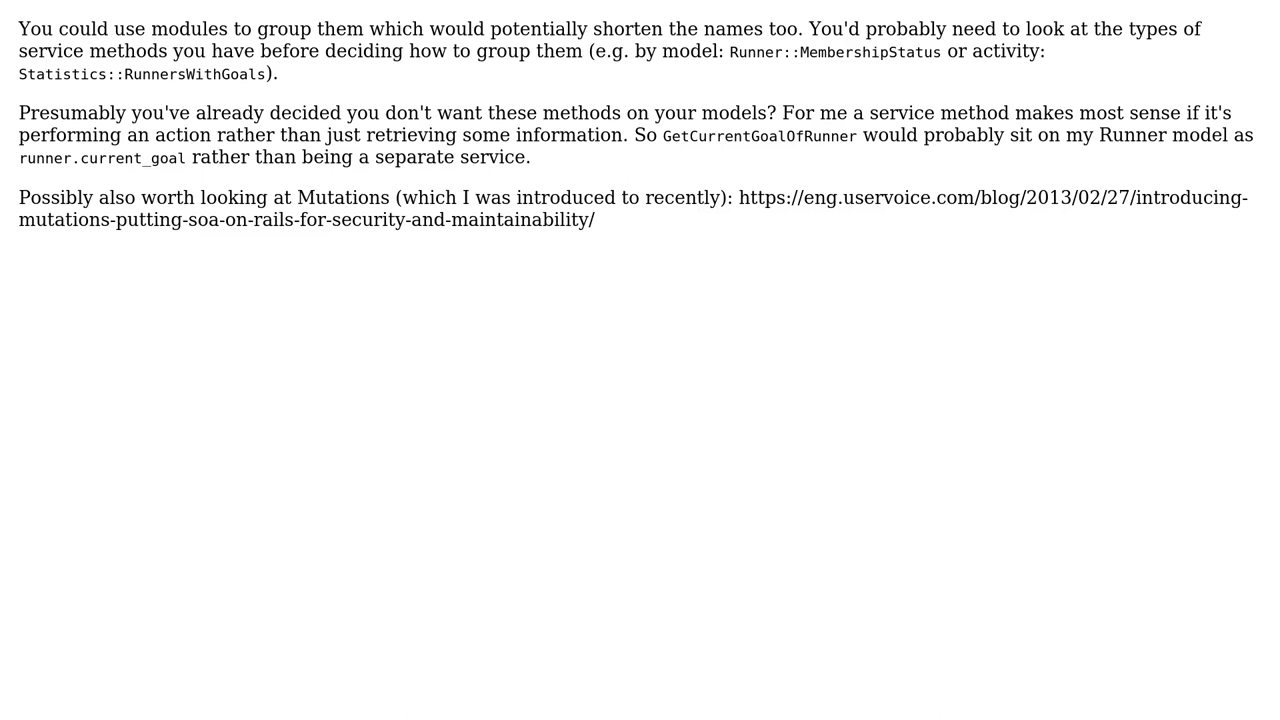 You could use modules to group them which would potentially shorten the names too. You'd probably need to look at the types of
service methods you have before deciding how to group them (e.g. by model: Runner::MembershipStatus or activity:
Statistics::RunnersWithGoals).
Presumably you've already decided you don't want these methods on your models? For me a service method makes most sense if it's
performing an action rather than just retrieving some information. So GetCurrentGoalOfRunner would probably sit on my Runner model as
runner.current_goal rather than being a separate service.
Possibly also worth looking at Mutations (which I was introduced to recently): https://eng.uservoice.com/blog/2013/02/27/introducing-
mutations-putting-soa-on-rails-for-security-and-maintainability/